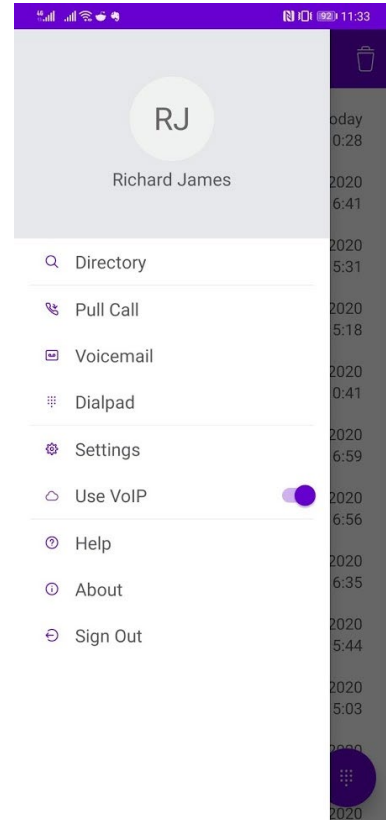 11:33
92
RJ
Richard James
Directory
Pull Call
Voicemail
Dialpad
Settings
Use VoIP
Help
About
Sign Out
oday
0:28
2020
6:41
2020
5:31
2020
5:18
2020
0:41
2020
6:59
2020
6:56
2020
6:35
2020
5:44
2020
5:03
2020
2020